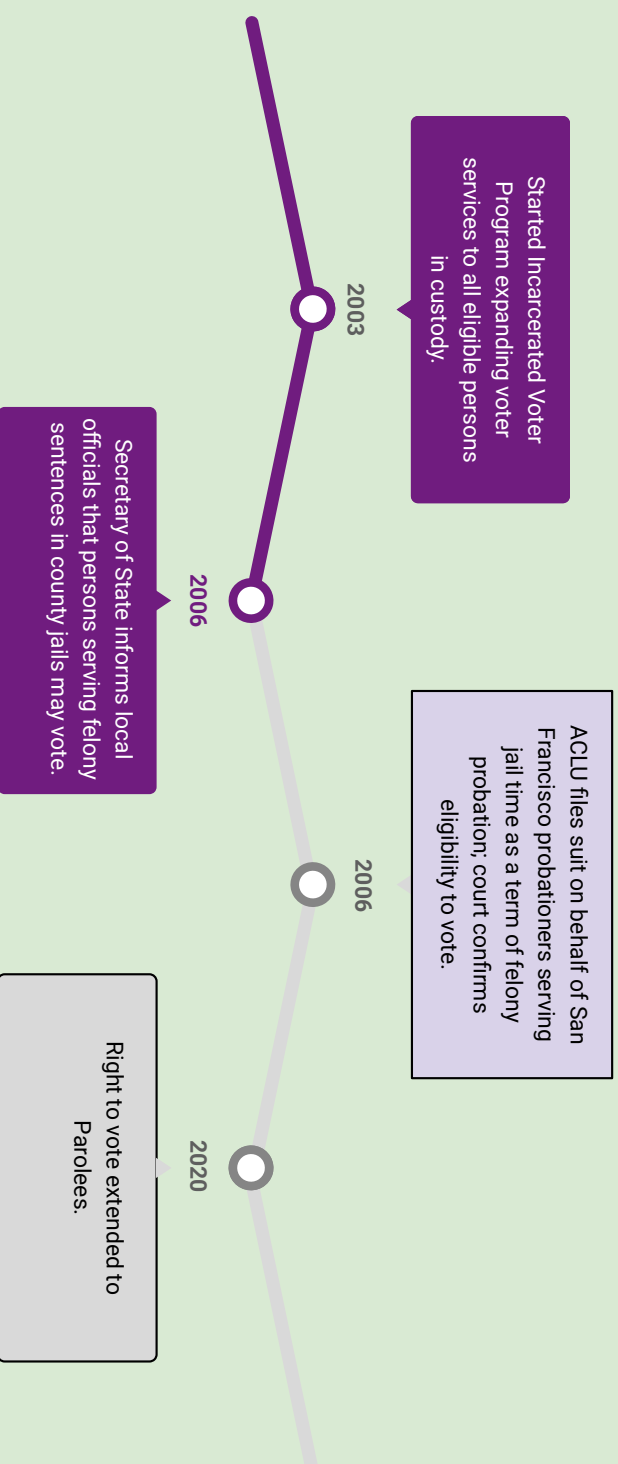 Started Incarcerated Voter
Program expanding voter
services to all eligible persons
in custody.
2003
2006
Secretary of State informs local
officials that persons serving felony
sentences in county jails may vote.
ACLU files suit on behalf of San
Francisco probationers serving
jail time as a term of felony
probation; court confirms
eligibility to vote.
2006
2020
Right to vote extended to
Parolees.